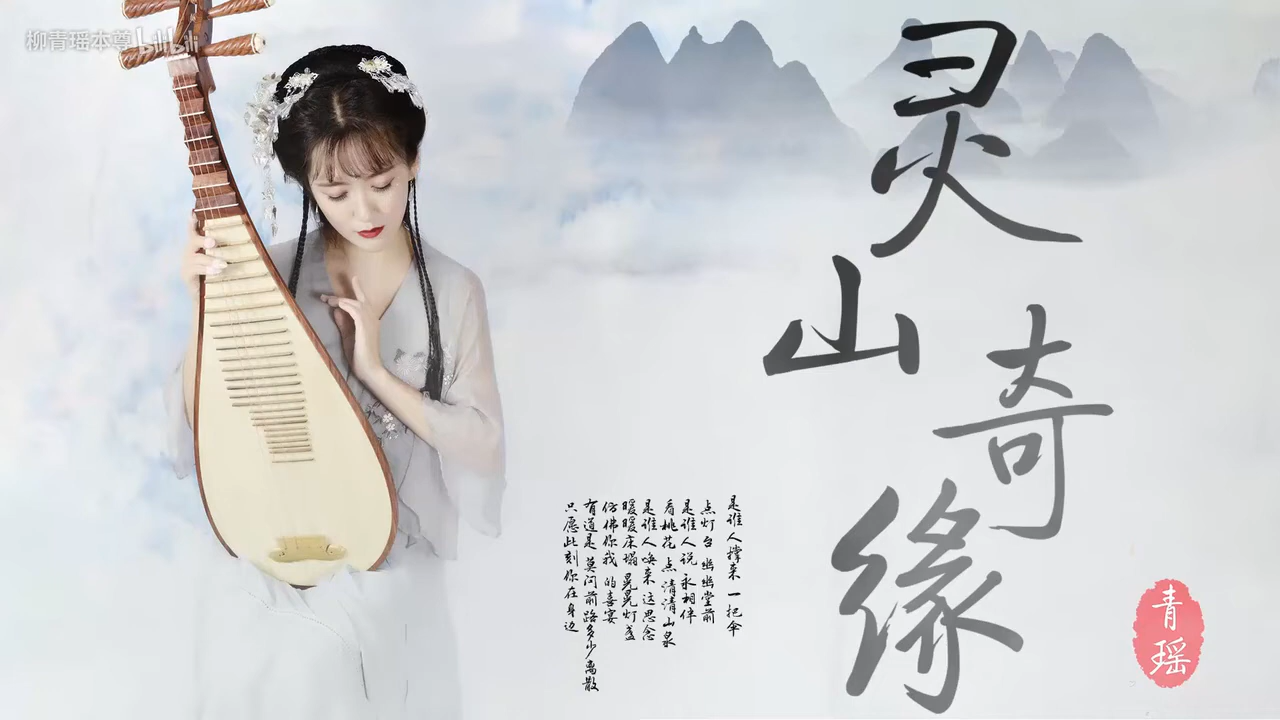 柳青瑶本尊 bilibili
灵山奇缘
是谁人撑来一把伞
点灯台 幽幽堂前
是谁人说永相伴
看桃花点清清山泉
是谁人唤来这思念
暖暖床榻 晃晃灯盏
仿佛你我的喜宴
有道是 莫问前路多少离散
只愿此刻你在身边
青瑶